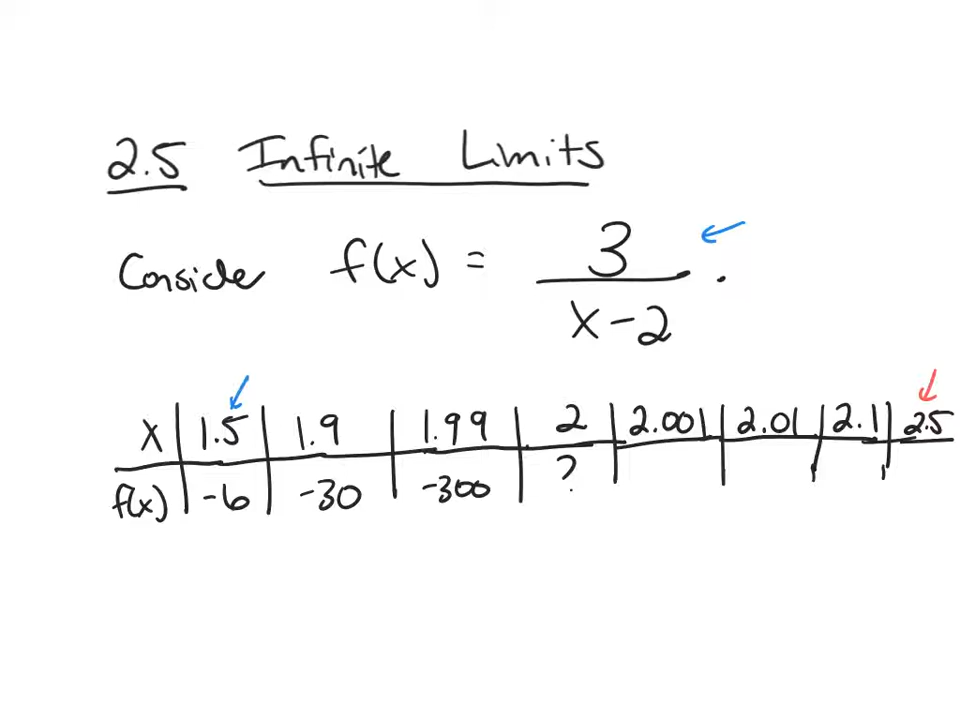 2.5 Infinite Limits
Consider f(x) = 3 / (x-2) .
x | 1.5 | 1.9 | 1.99 | 2 | 2.001 | 2.01 | 2.1 | 2.5
f(x) | -6 | -30 | -300 | ?